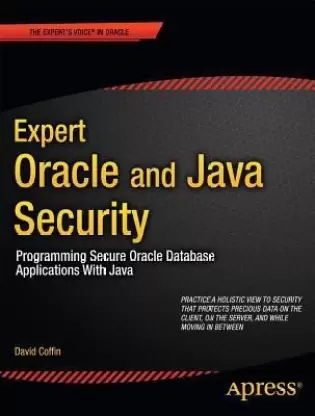 THE EXPERT'S VOICE® IN ORACLE
Expert
Oracle and Java
Security
Programming Secure Oracle Database
Applications With Java
PRACTICE A HOLISTIC VIEW TO SECURITY
THAT PROTECTS PRECIOUS DATA ON THE
CLIENT, ON THE SERVER, AND WHILE
MOVING IN BETWEEN
David Coffin
Apress®